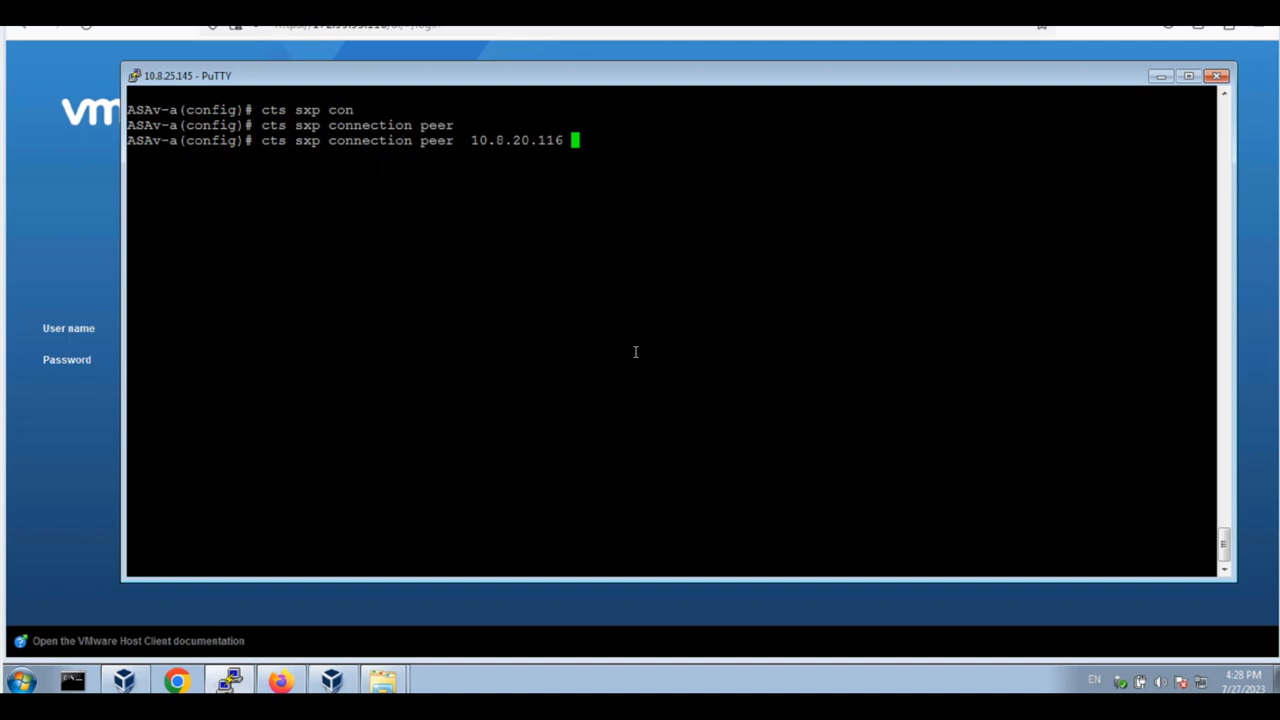 10.8.25.145 - PuTTY
vm
ASAv-a(config)# cts sxp con
ASAv-a(config)# cts sxp connection peer
ASAv-a(config)# cts sxp connection peer  10.8.20.116
User name
Password
Open the VMware Host Client documentation
EN
4:28 PM
7/27/2023